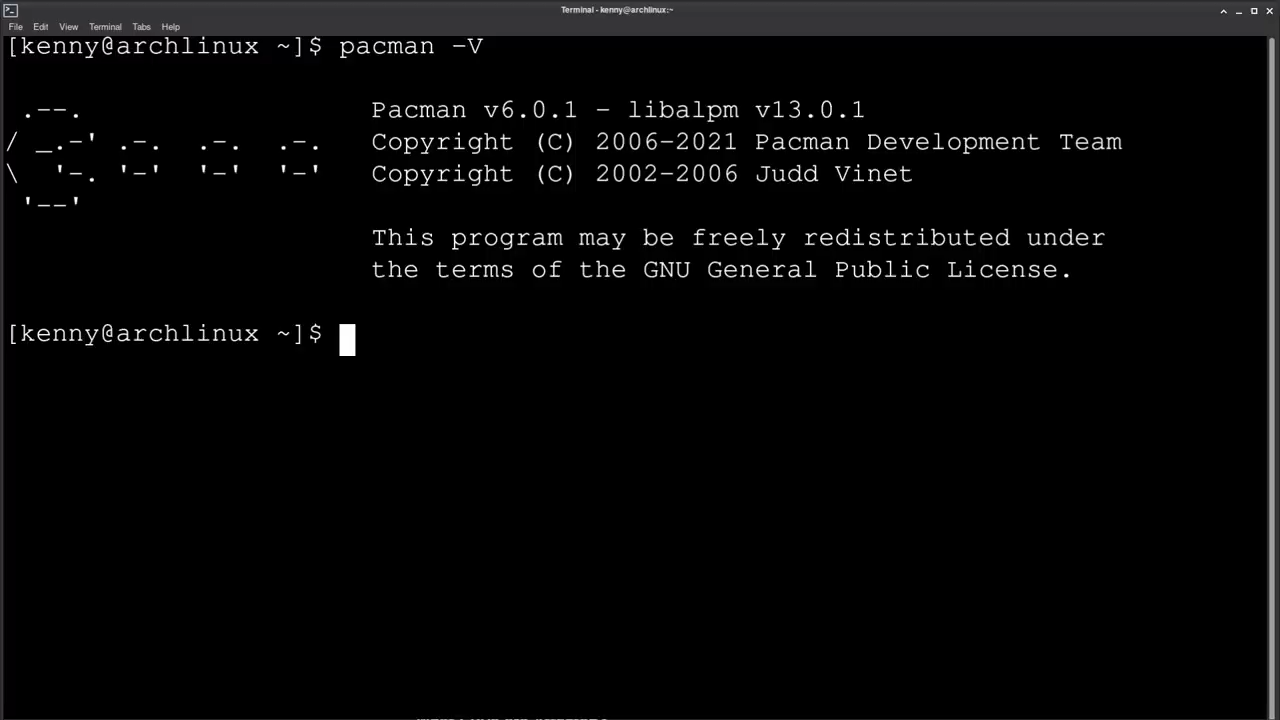 Terminal - kenny@archlinux:~
File Edit View Terminal Tabs Help
[kenny@archlinux ~]$ pacman -V
 .--.                  Pacman v6.0.1 - libalpm v13.0.1
/ _.-' .-.  .-.  .-.   Copyright (C) 2006-2021 Pacman Development Team
\  '-. '-'  '-'  '-'   Copyright (C) 2002-2006 Judd Vinet
 '--'
                       This program may be freely redistributed under
                       the terms of the GNU General Public License.
[kenny@archlinux ~]$